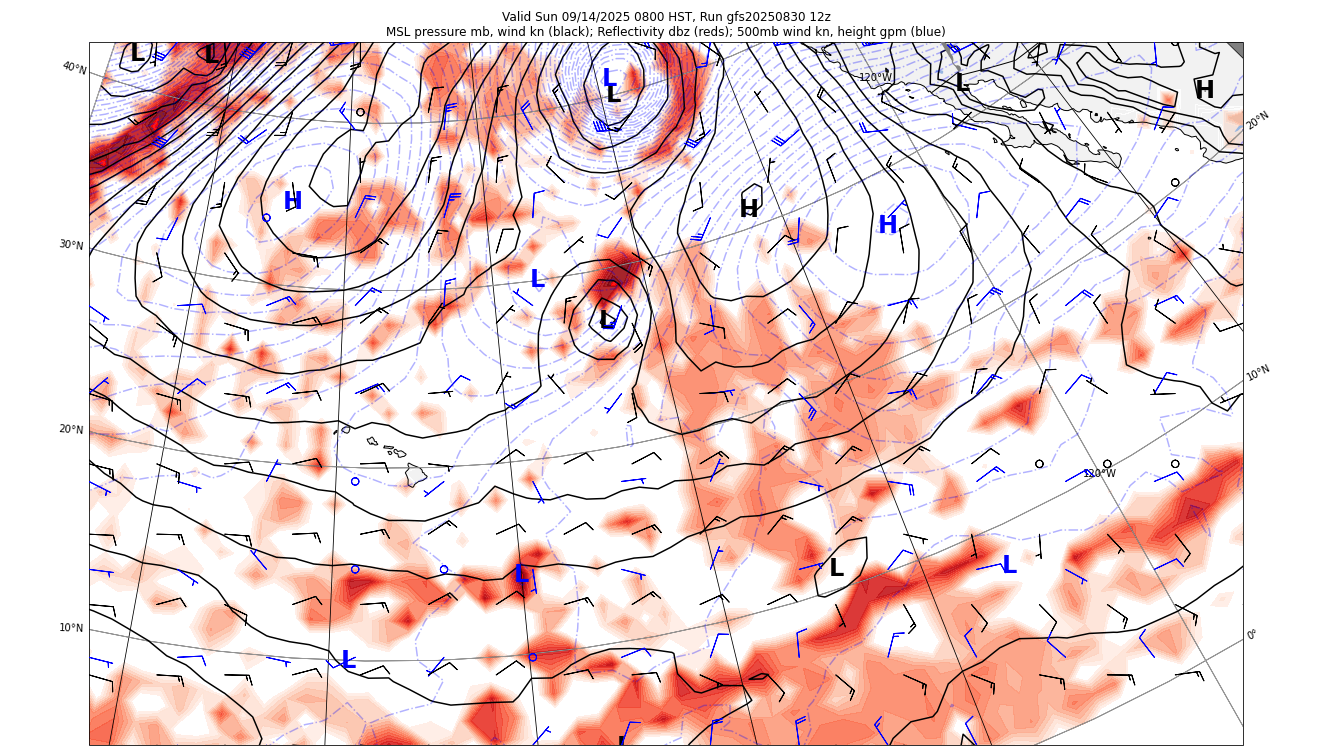 Valid Sun 09/14/2025 0800 HST, Run gfs20250830 12z
MSL pressure mb, wind kn (black); Reflectivity dbz (reds); 500mb wind kn, height gpm (blue)
L
L
L
L
120°W
L
H
40°N
20°N
H
H
H
30°N
L
L
10°N
20°N
120°W
L
L
L
10°N
0°
L
L